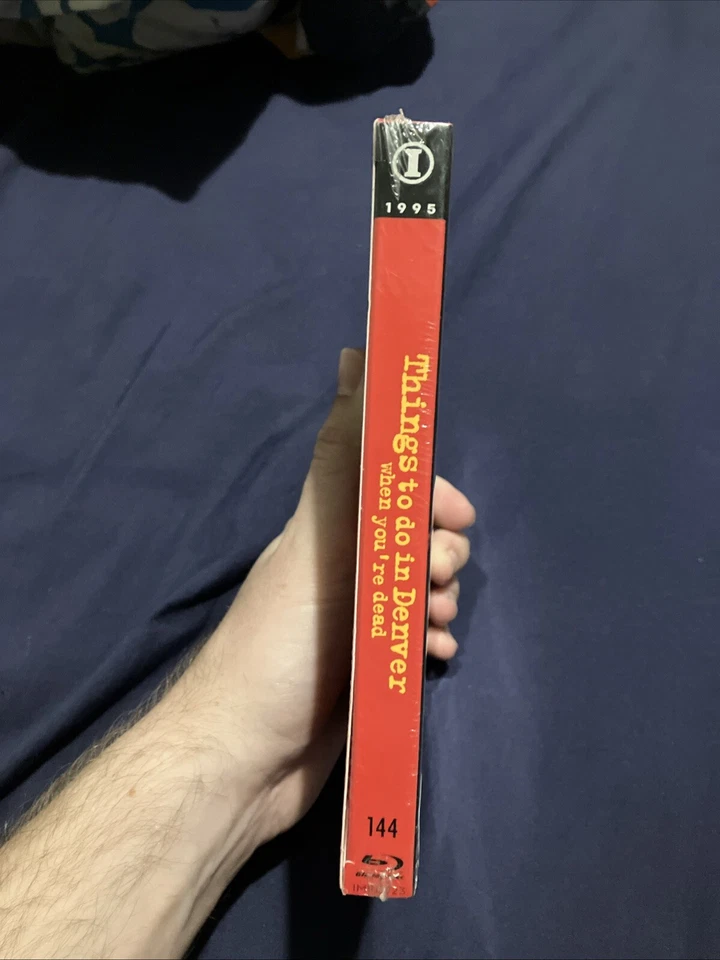 I
1995
Things to do in Denver
when you're dead
144